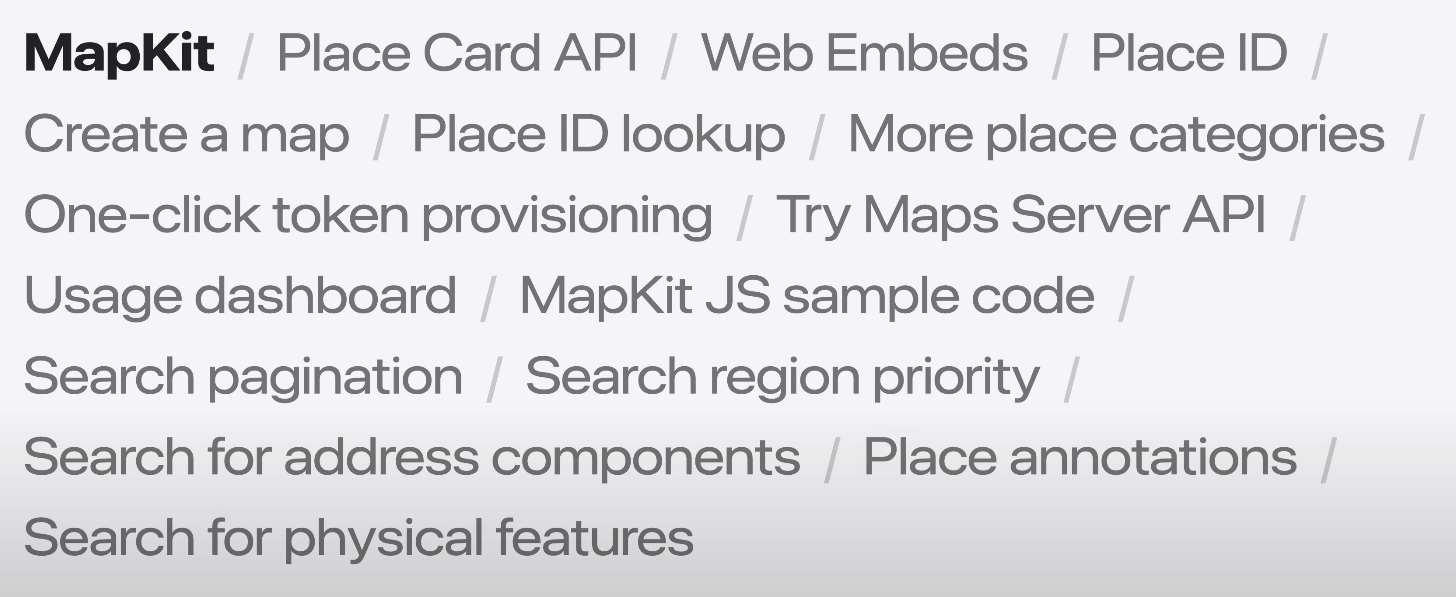 MapKit / Place Card API / Web Embeds / Place ID /
Create a map / Place ID lookup / More place categories /
One-click token provisioning / Try Maps Server API /
Usage dashboard / MapKit JS sample code /
Search pagination / Search region priority /
Search for address components / Place annotations /
Search for physical features